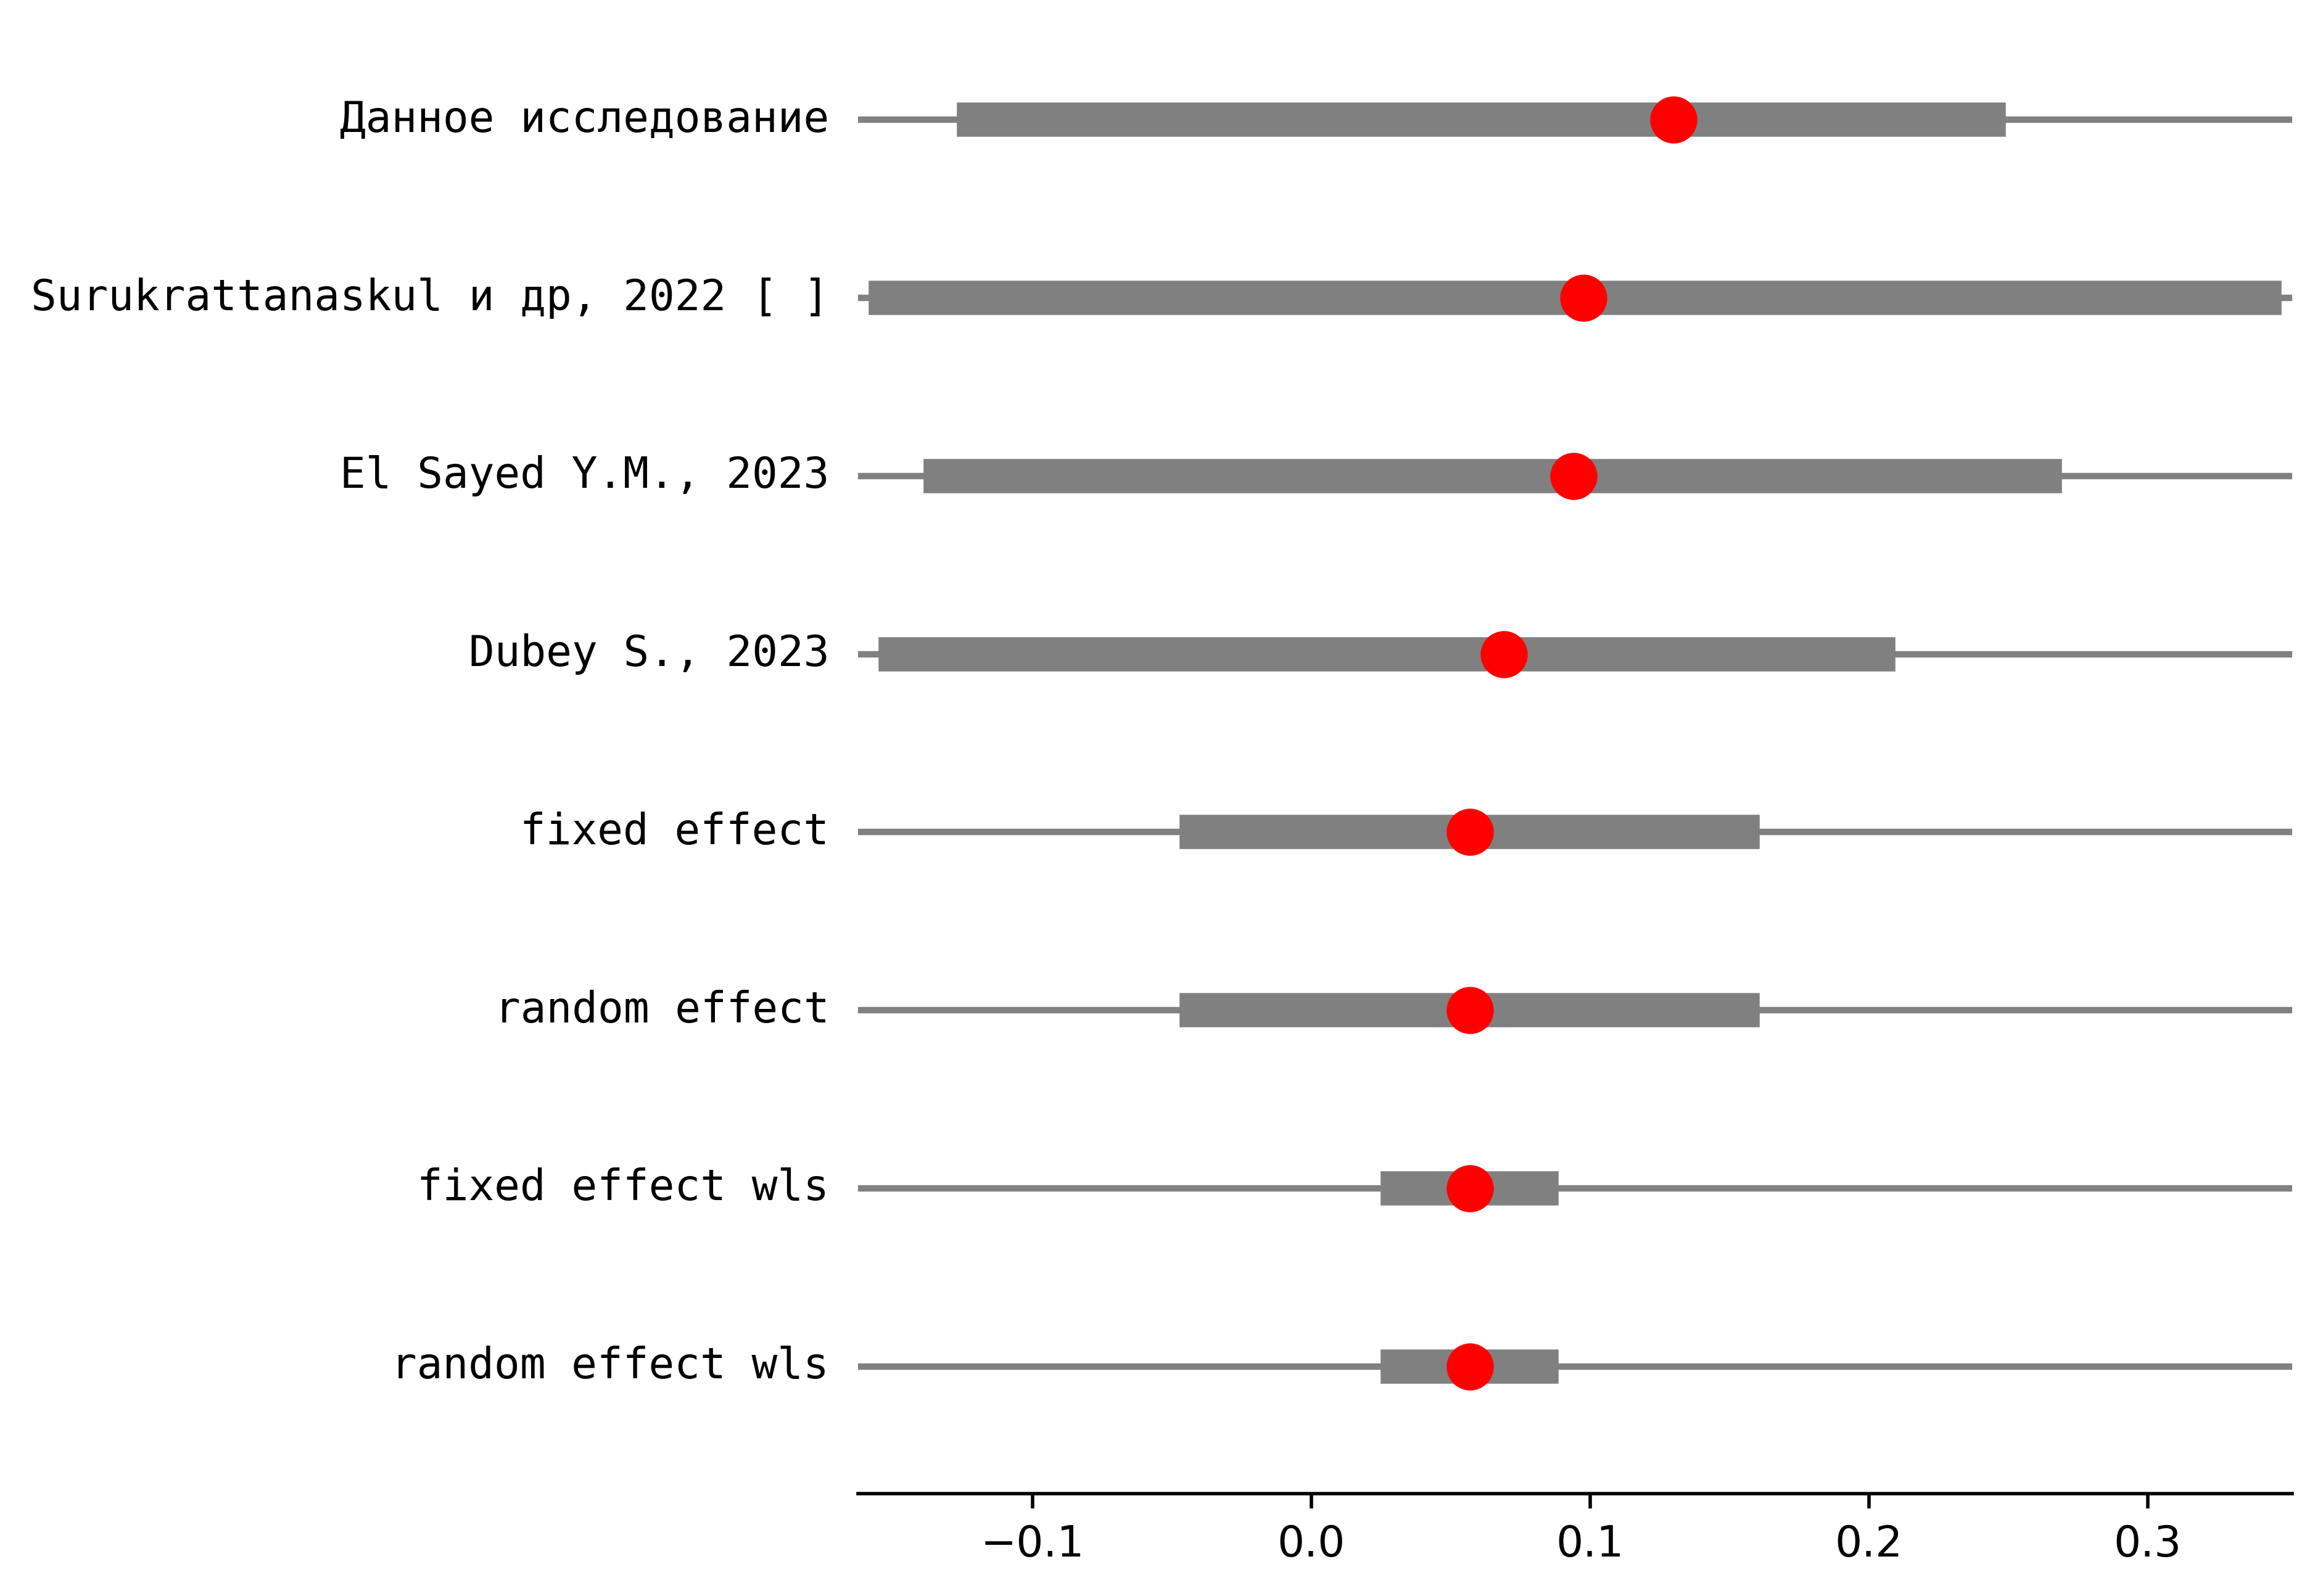 Данное исследование
Surukrattanaskul и др, 2022 [ ]
El Sayed Y.M., 2023
Dubey S., 2023
fixed effect
random effect
fixed effect wls
random effect wls
−0.1 0.0 0.1 0.2 0.3